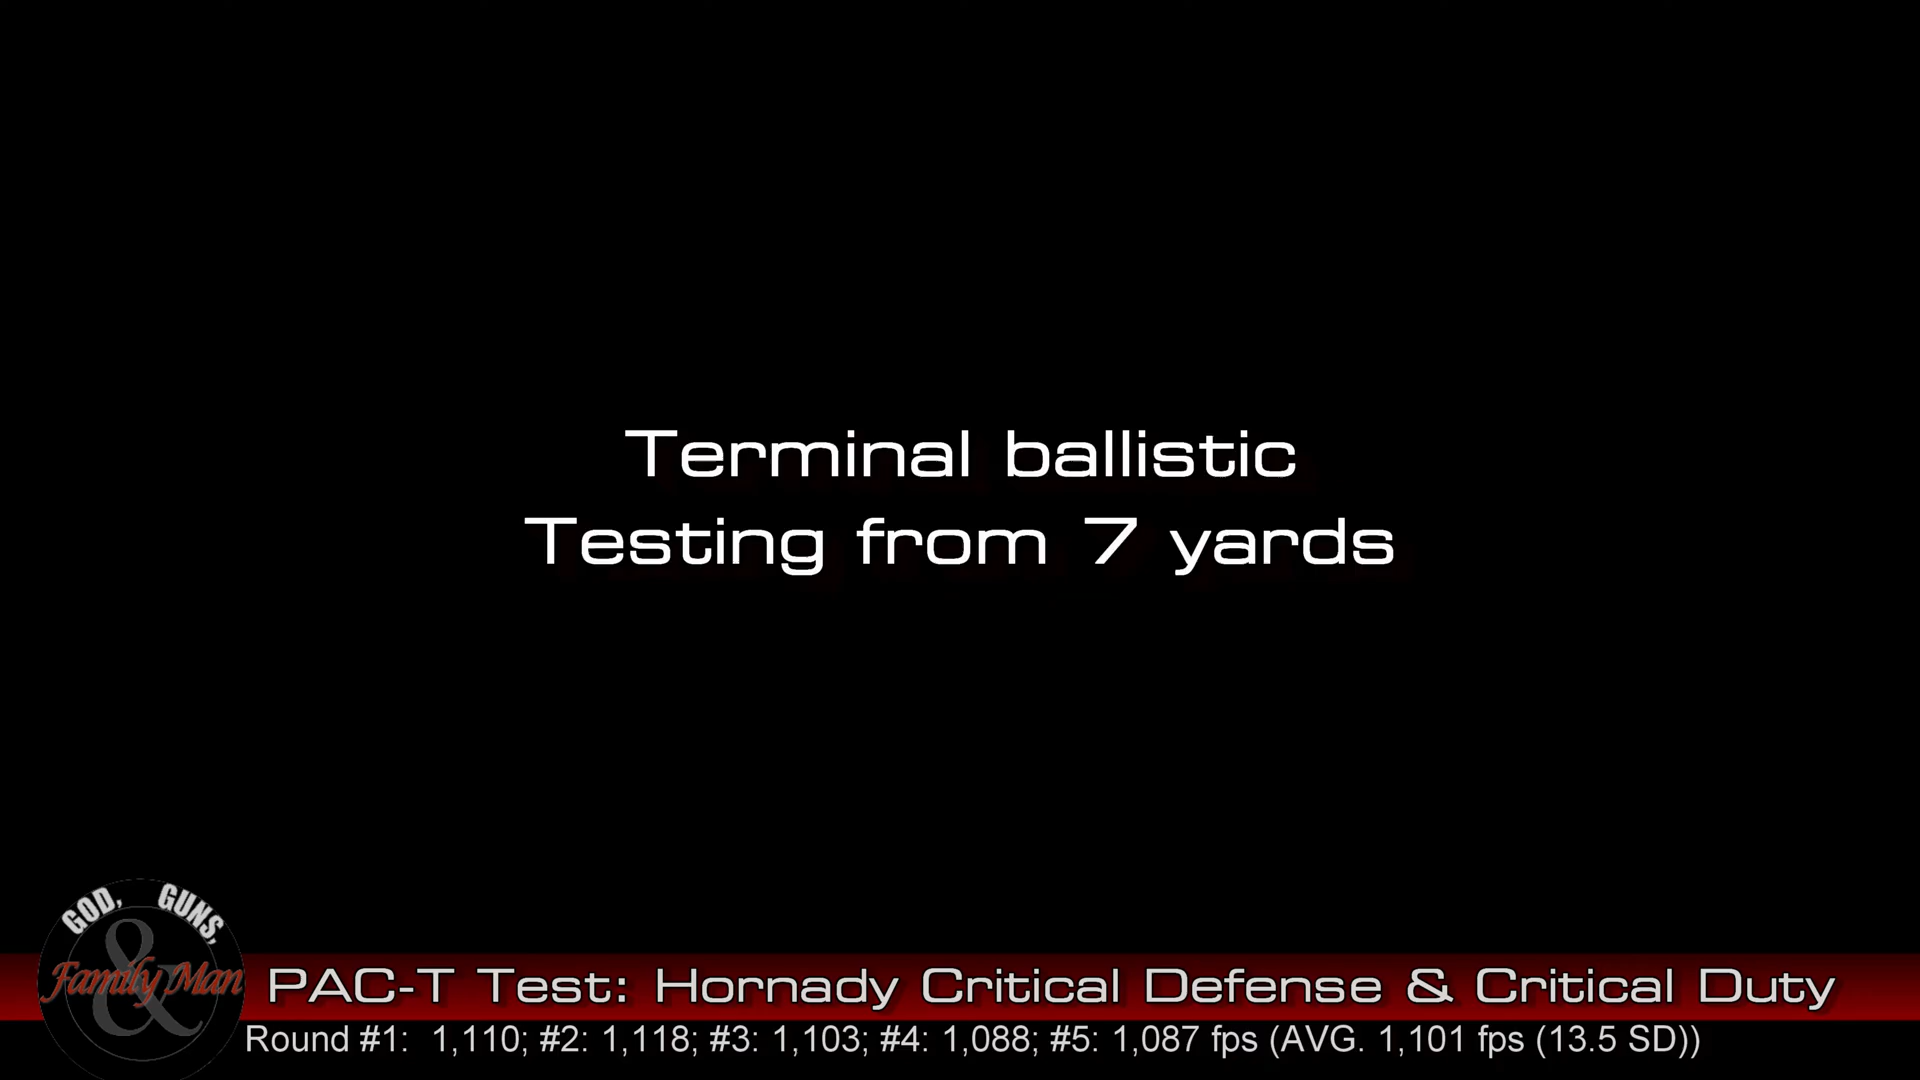 Terminal ballistic
Testing from 7 yards
GOD, GUNS,
&
Family Man
PAC-T Test: Hornady Critical Defense & Critical Duty
Round #1: 1,110; #2: 1,118; #3: 1,103; #4: 1,088; #5: 1,087 fps (AVG. 1,101 fps (13.5 SD))